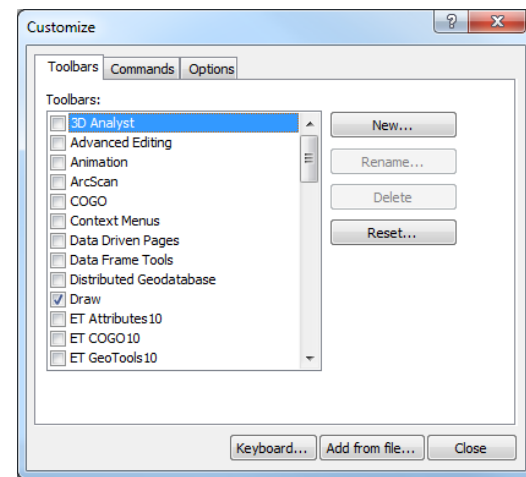 Customize
Toolbars Commands Options
Toolbars:
3D Analyst
Advanced Editing
Animation
ArcScan
COGO
Context Menus
Data Driven Pages
Data Frame Tools
Distributed Geodatabase
Draw
ET Attributes10
ET COGO10
ET GeoTools10
New...
Rename...
Delete
Reset...
Keyboard... Add from file... Close